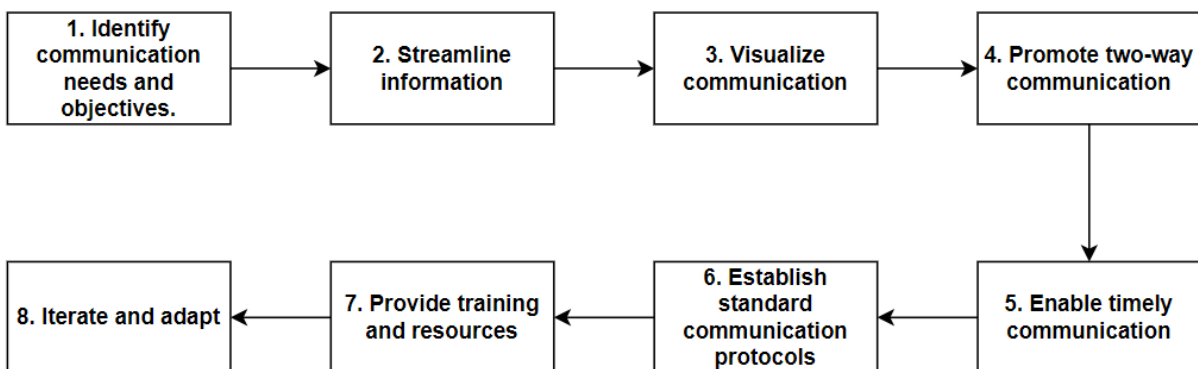 1. Identify
communication
needs and
objectives.
2. Streamline
information
3. Visualize
communication
4. Promote two-way
communication
5. Enable timely
communication
6. Establish
standard
communication
protocols
7. Provide training
and resources
8. Iterate and adapt